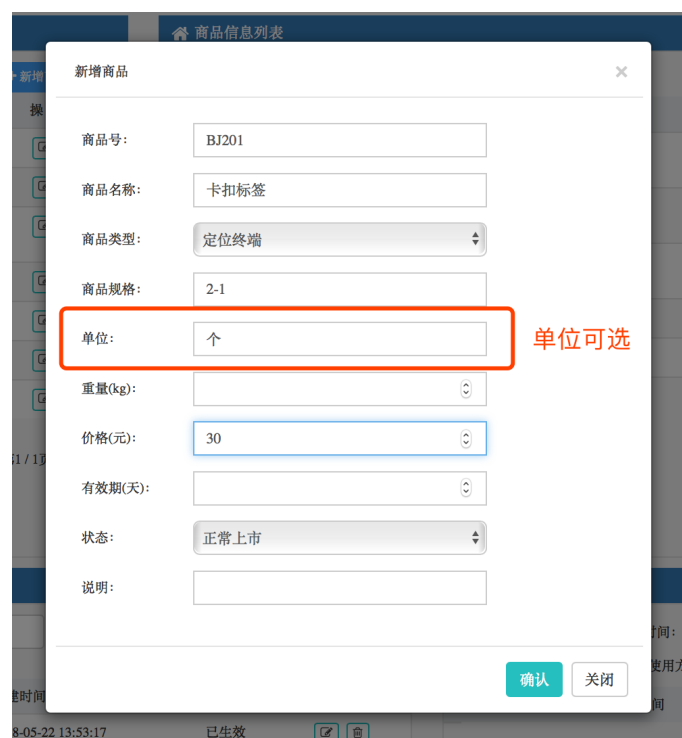 商品信息列表
新增
操
新增商品
×
商品号:
BJ201
商品名称:
卡扣标签
商品类型:
定位终端
商品规格:
2-1
单位:
个
单位可选
重量(kg):
价格(元):
30
有效期(天):
1 / 1页
状态:
正常上市
说明:
时间:
确认
关闭
使用方
建时间
间
8-05-22 13:53:17
已生效